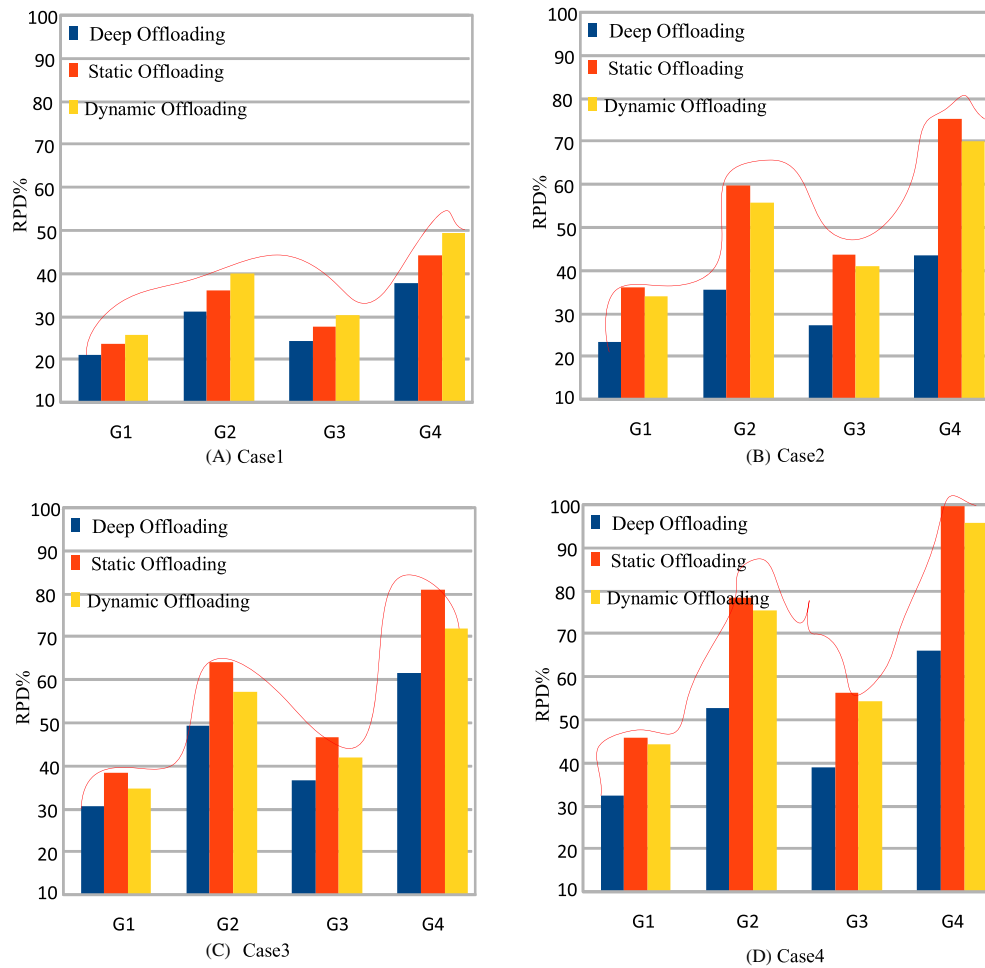 100
90
80
70
60
50
40
30
20
10
RPD%
Deep Offloading
Static Offloading
Dynamic Offloading
G1 G2 G3 G4
(A) Case1
100
90
80
70
60
50
40
30
20
10
RPD%
Deep Offloading
Static Offloading
Dynamic Offloading
G1 G2 G3 G4
(B) Case2
100
90
80
70
60
50
40
30
20
10
RPD%
Deep Offloading
Static Offloading
Dynamic Offloading
G1 G2 G3 G4
(C) Case3
100
90
80
70
60
50
40
30
20
10
RPD%
Deep Offloading
Static Offloading
Dynamic Offloading
G1 G2 G3 G4
(D) Case4